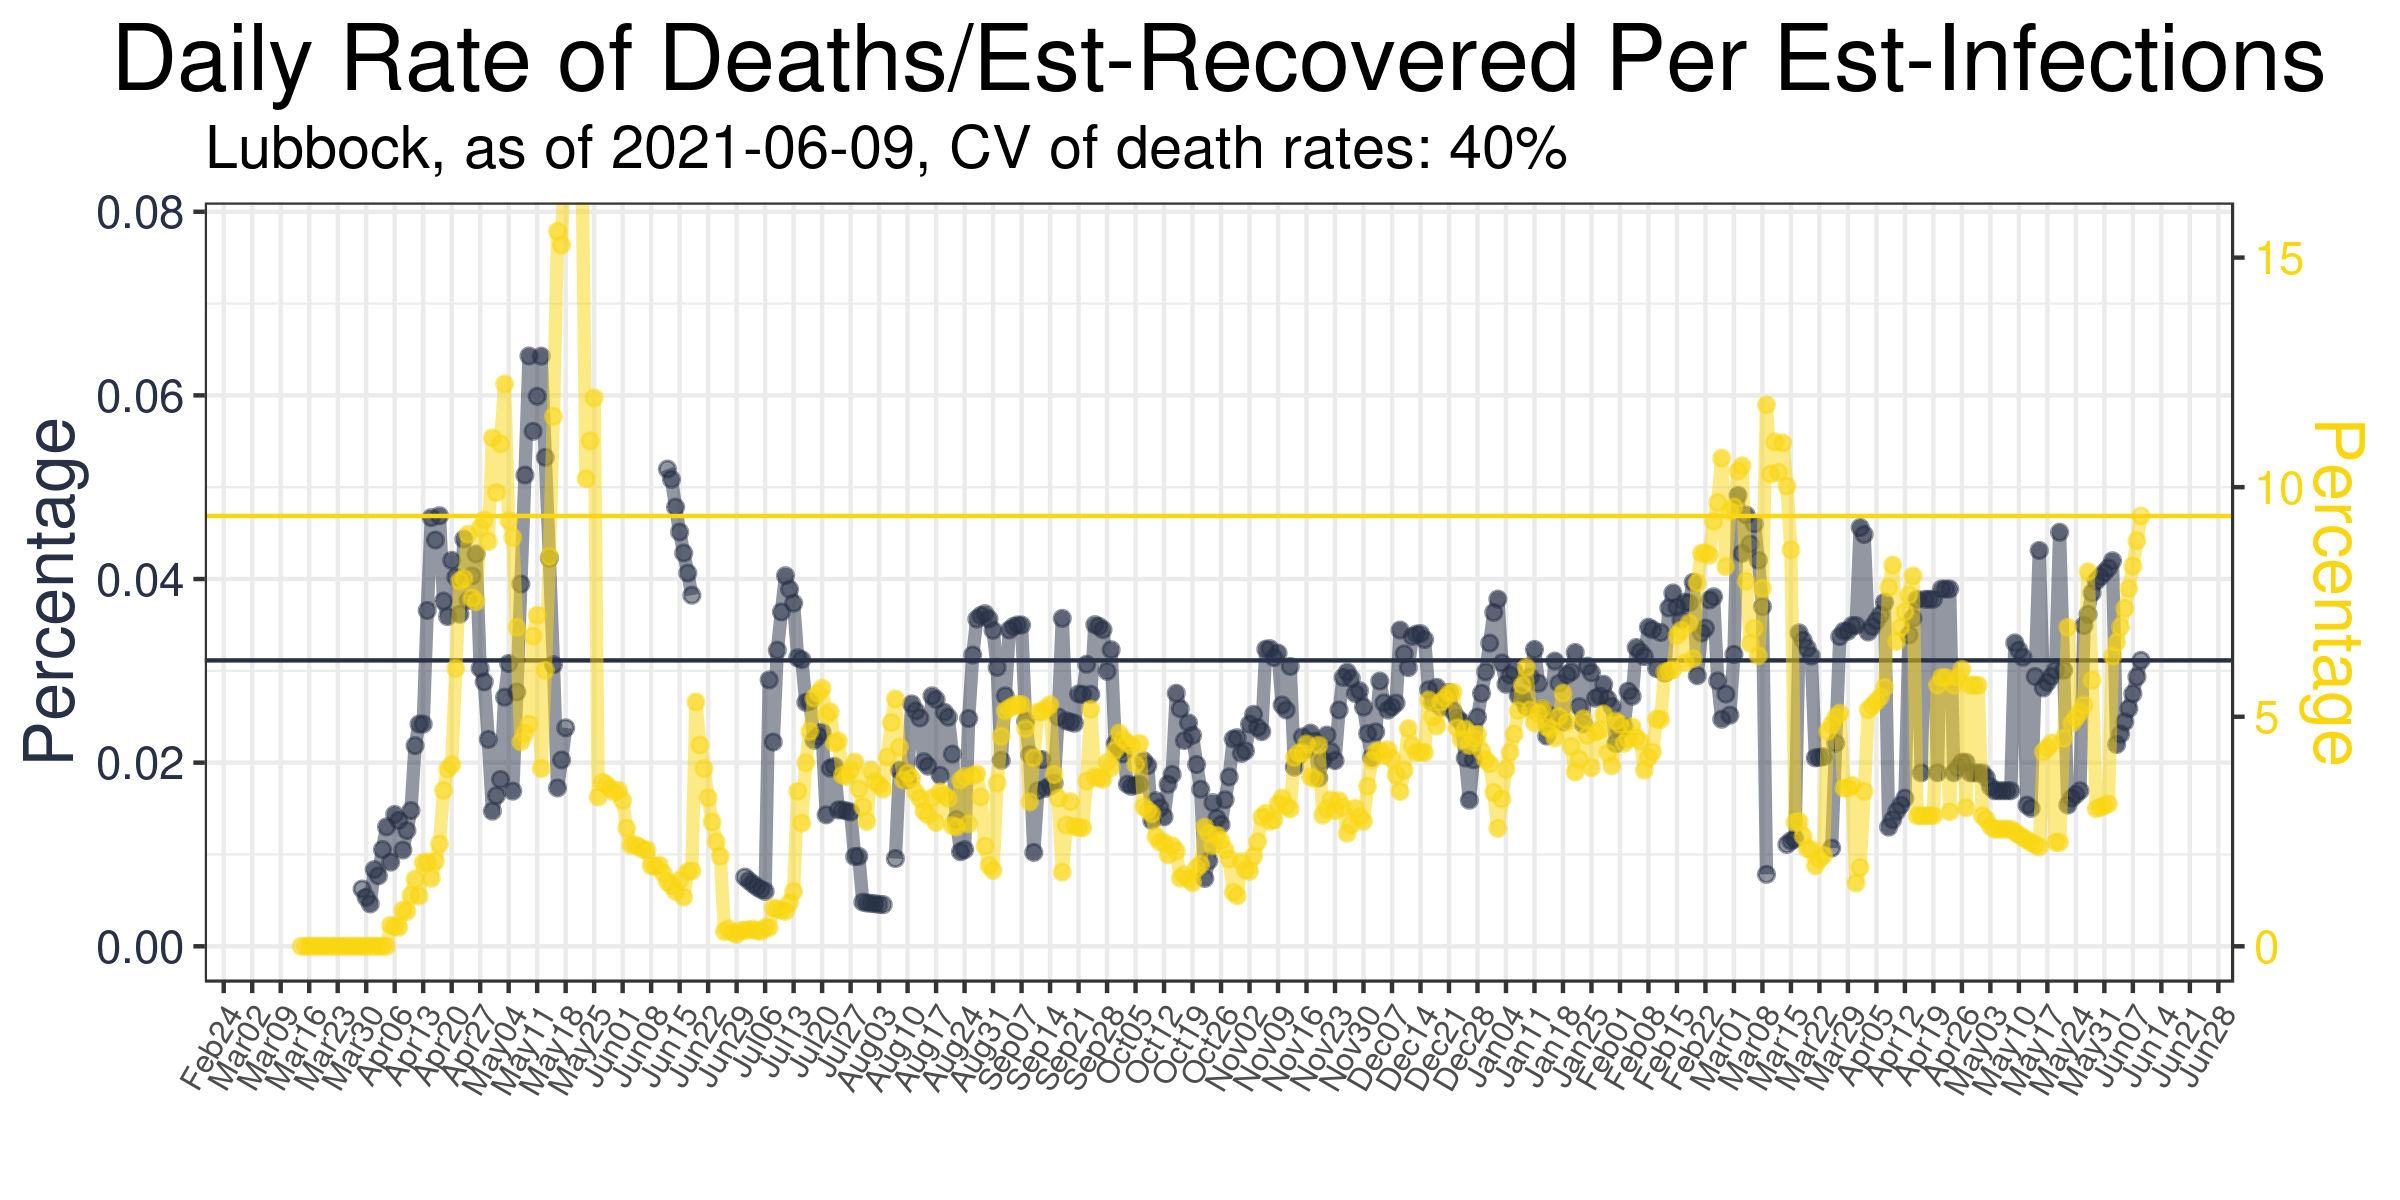 Daily Rate of Deaths/Est-Recovered Per Est-Infections
Lubbock, as of 2021-06-09, CV of death rates: 40%
Percentage
0.08
0.06
0.04
0.02
0.00
15
10
5
0
Percentage
Feb24
Mar02
Mar09
Mar16
Mar23
Mar30
Apr06
Apr13
Apr20
Apr27
May04
May11
May18
May25
Jun01
Jun08
Jun15
Jun22
Jun29
Jul06
Jul13
Jul20
Jul27
Aug03
Aug10
Aug17
Aug24
Aug31
Sep07
Sep14
Sep21
Sep28
Oct05
Oct12
Oct19
Oct26
Nov02
Nov09
Nov16
Nov23
Nov30
Dec07
Dec14
Dec21
Dec28
Jan04
Jan11
Jan18
Jan25
Feb01
Feb08
Feb15
Feb22
Mar01
Mar08
Mar15
Mar22
Mar29
Apr05
Apr12
Apr19
Apr26
May03
May10
May17
May24
May31
Jun07
Jun14
Jun21
Jun28